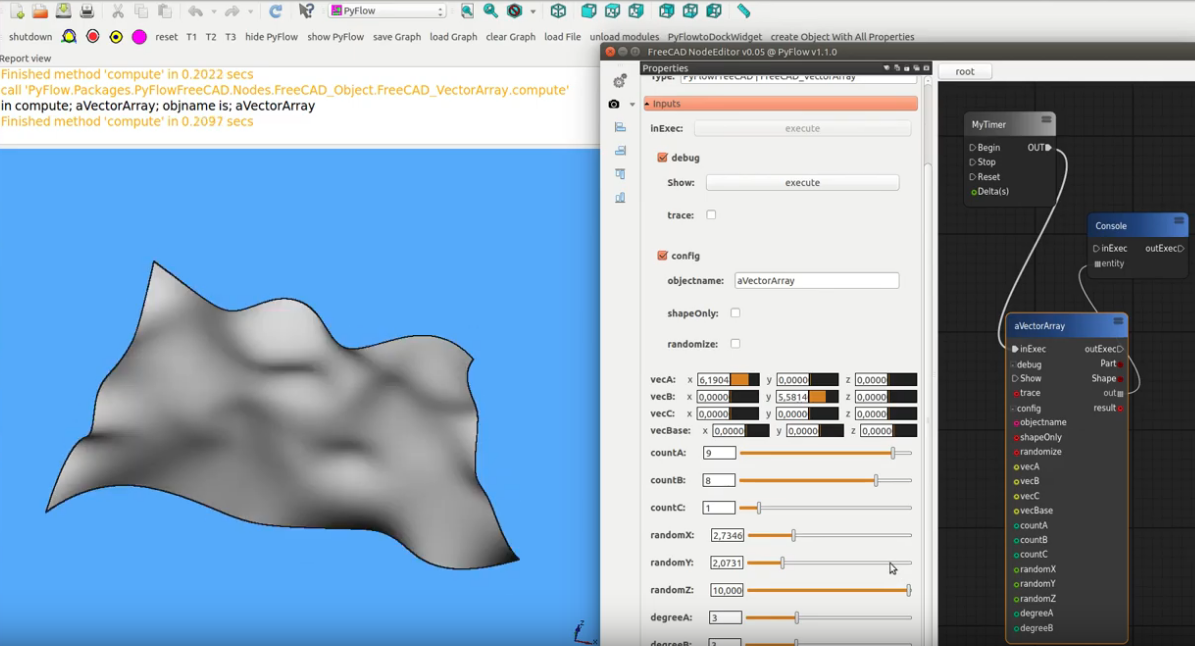 PyFlow
shutdown reset T1 T2 T3 hide PyFlow show PyFlow save Graph load Graph clear Graph load File unload modules PyFlowtoDockWidget create Object With All Properties
Report view
Finished method 'compute' in 0.2022 secs
call 'PyFlow.Packages.PyFlowFreeCAD.Nodes.FreeCAD_Object.FreeCAD_VectorArray.compute'
in compute; aVectorArray; objname is; aVectorArray
Finished method 'compute' in 0.2097 secs
z
x
FreeCAD NodeEditor v0.05 @ PyFlow v1.1.0
Properties
Type: PyFlowFreeCAD | FreeCAD_VectorArray
Inputs
inExec: execute
debug
Show: execute
trace:
config
objectname: aVectorArray
shapeOnly:
randomize:
vecA: x 6,1904 y 0,0000 z 0,0000
vecB: x 0,0000 y 5,5814 z 0,0000
vecC: x 0,0000 y 0,0000 z 0,0000
vecBase: x 0,0000 y 0,0000 z 0,0000
countA: 9
countB: 8
countC: 1
randomX: 2,7346
randomY: 2,0731
randomZ: 10,000
degreeA: 3
degreeB: 3
root
MyTimer
Begin OUT
Stop
Reset
Delta(s)
Console
inExec outExec
entity
aVectorArray
inExec outExec
debug Part
Show Shape
trace out
config result
objectname
shapeOnly
randomize
vecA
vecB
vecC
vecBase
countA
countB
countC
randomX
randomY
randomZ
degreeA
degreeB